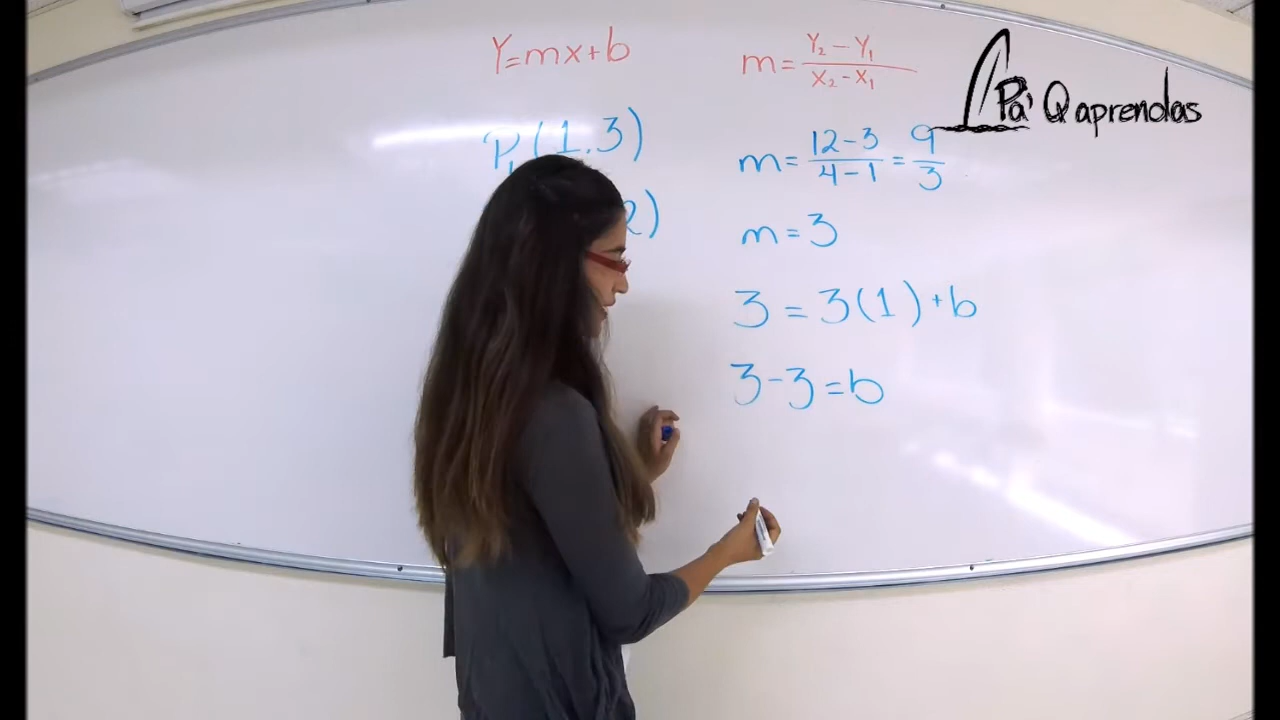 Y=mx+b
P₁(1.3)
2)
m= Y₂-Y₁ / X₂-X₁
m= 12-3 / 4-1 = 9 / 3
m=3
3=3(1)+b
3-3=b
Pa' Q aprendas